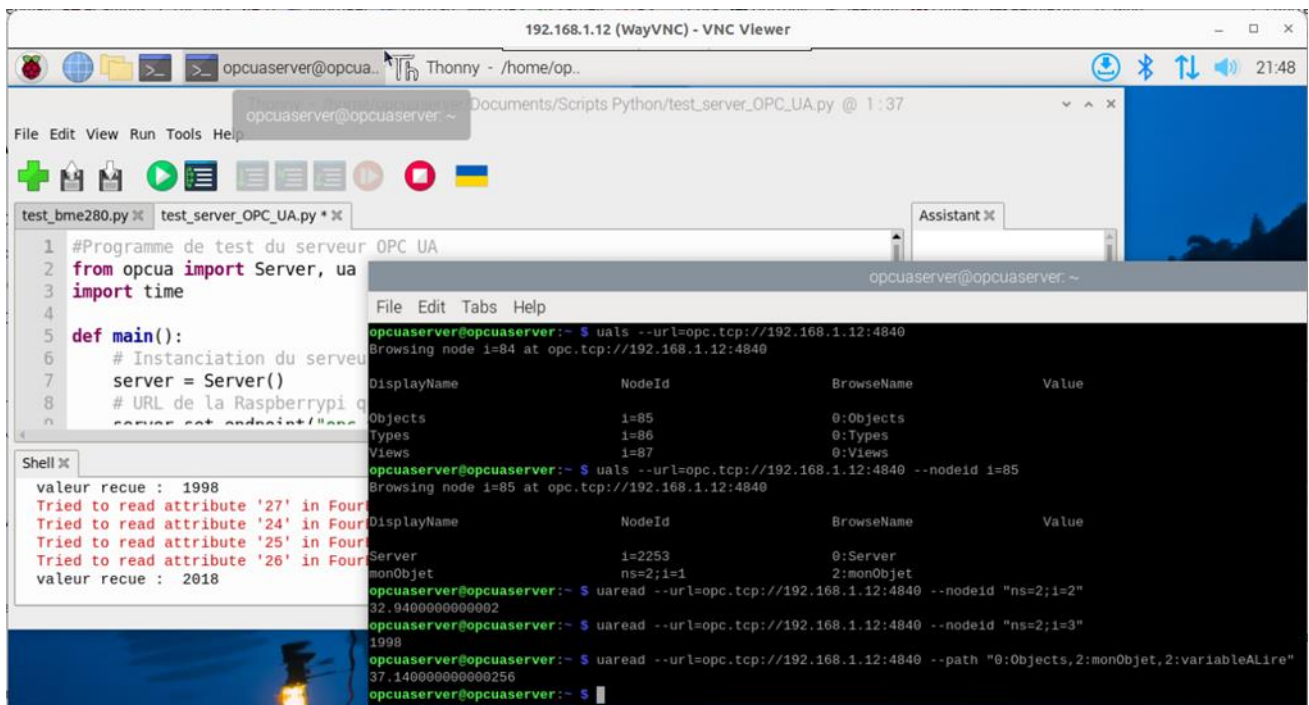 192.168.1.12 (WayVNC) - VNC Viewer
opcuaserver@opcua.. Thonny - /home/op.. 21:48
Documents/Scripts Python/test_server_OPC_UA.py @ 1:37
opcuaserver@opcuaserver: ~
File Edit View Run Tools Help
test_bme280.py test_server_OPC_UA.py *
Assistant
1 #Programme de test du serveur OPC UA
2 from opcua import Server, ua
3 import time
4
5 def main():
6 # Instanciation du serveu
7 server = Server()
8 # URL de la Raspberrypi q
Shell
valeur recue : 1998
Tried to read attribute '27' in Four
Tried to read attribute '24' in Four
Tried to read attribute '25' in Four
Tried to read attribute '26' in Four
valeur recue : 2018
opcuaserver@opcuaserver: ~
File Edit Tabs Help
opcuaserver@opcuaserver:~ $ uals --url=opc.tcp://192.168.1.12:4840
Browsing node i=84 at opc.tcp://192.168.1.12:4840
DisplayName NodeId BrowseName Value
Objects i=85 0:Objects
Types i=86 0:Types
Views i=87 0:Views
opcuaserver@opcuaserver:~ $ uals --url=opc.tcp://192.168.1.12:4840 --nodeid i=85
Browsing node i=85 at opc.tcp://192.168.1.12:4840
DisplayName NodeId BrowseName Value
Server i=2253 0:Server
monObjet ns=2;i=1 2:monObjet
opcuaserver@opcuaserver:~ $ uaread --url=opc.tcp://192.168.1.12:4840 --nodeid "ns=2;i=2"
32.9400000000002
opcuaserver@opcuaserver:~ $ uaread --url=opc.tcp://192.168.1.12:4840 --nodeid "ns=2;i=3"
1998
opcuaserver@opcuaserver:~ $ uaread --url=opc.tcp://192.168.1.12:4840 --path "0:Objects,2:monObjet,2:variableALire"
37.140000000000256
opcuaserver@opcuaserver:~ $